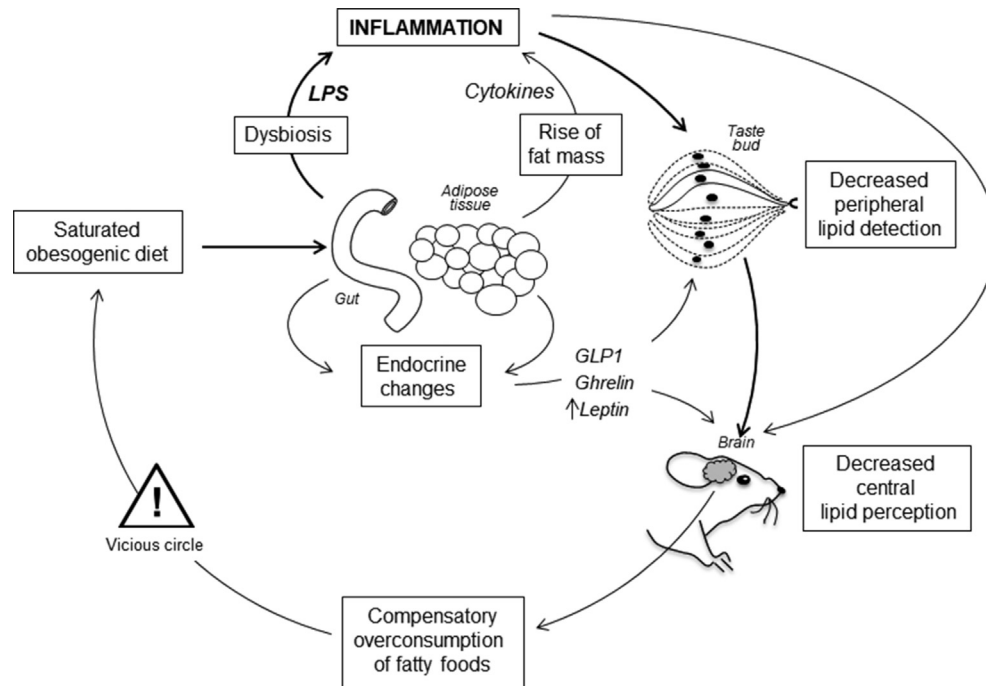 INFLAMMATION
LPS
Cytokines
Dysbiosis
Rise of
fat mass
Taste
bud
Adipose
tissue
Decreased
peripheral
lipid detection
Saturated
obesogenic diet
Gut
Endocrine
changes
GLP1
Ghrelin
↑Leptin
Brain
Decreased
central
lipid perception
!
Vicious circle
Compensatory
overconsumption
of fatty foods